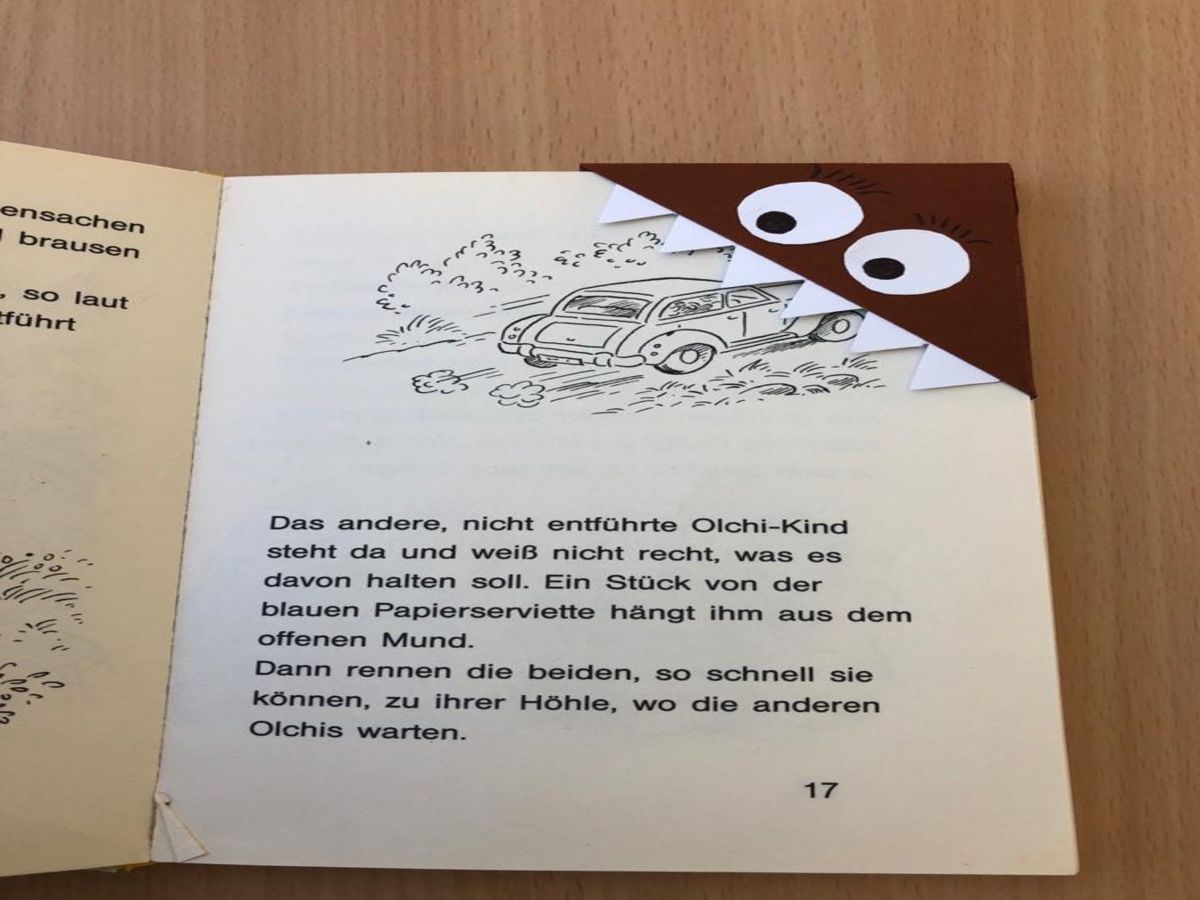 ensachen
brausen
, so laut
tführt
Das andere, nicht entführte Olchi-Kind
steht da und weiß nicht recht, was es
davon halten soll. Ein Stück von der
blauen Papierserviette hängt ihm aus dem
offenen Mund.
Dann rennen die beiden, so schnell sie
können, zu ihrer Höhle, wo die anderen
Olchis warten.
17